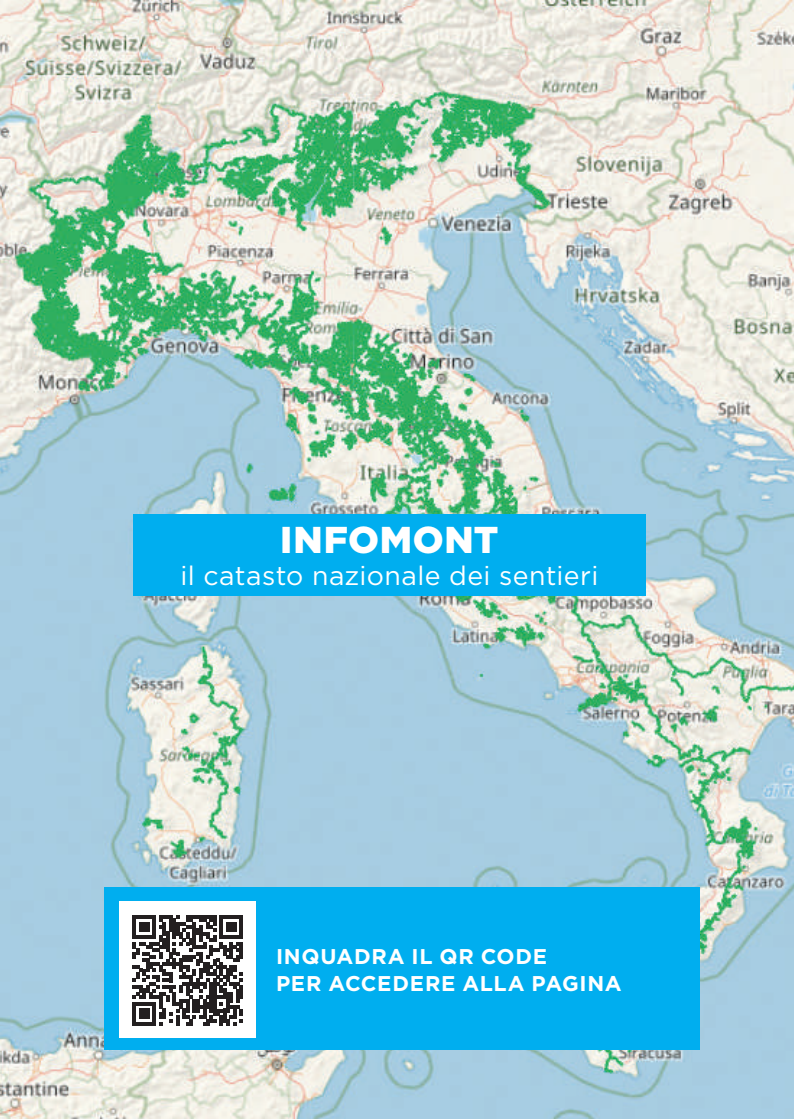 Zürich
Innsbruck
Österreich
Graz
Schweiz/
Suisse/Svizzera/
Svizra
Vaduz
Tirol
Kärnten
Maribor
Trentino-
Udine
Slovenija
Trieste
Zagreb
Novara
Veneto
Venezia
Piacenza
Parma
Ferrara
Rijeka
Banja
Hrvatska
Emilia-
Genova
Città di San
Marino
Bosna
Zadar
Monaco
Firenze
Ancona
Split
Toscana
Italia
Perugia
Grosseto
Pescara
INFOMONT
il catasto nazionale dei sentieri
Ajaccio
Roma
Campobasso
Latina
Foggia
Andria
Campania
Puglia
Sassari
Salerno
Potenza
Sardegna
Calabria
Casteddu/
Cagliari
Catanzaro
INQUADRA IL QR CODE
PER ACCEDERE ALLA PAGINA
Siracusa